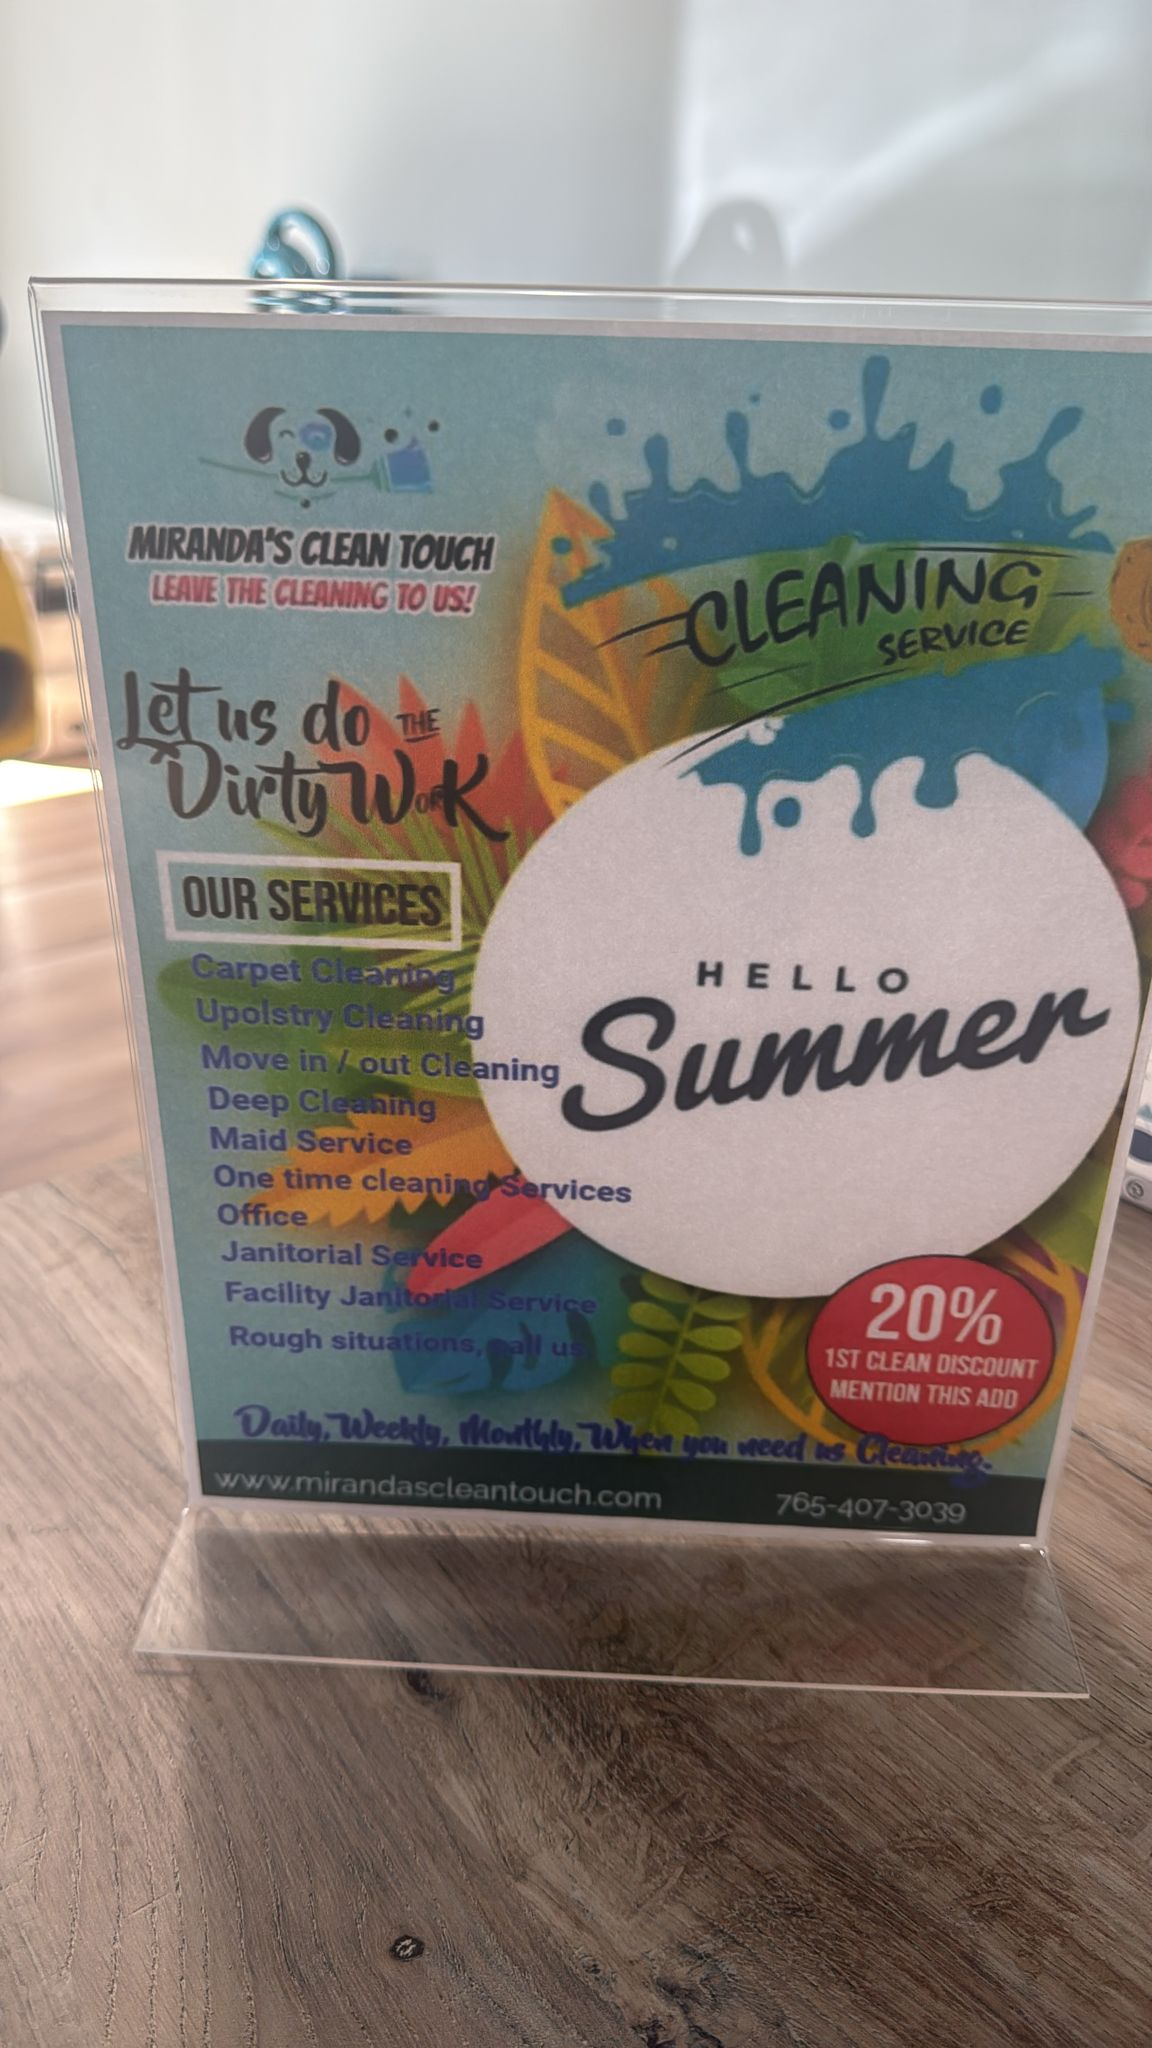 MIRANDA'S CLEAN TOUCH
LEAVE THE CLEANING TO US!
CLEANING
SERVICE
Let us do THE
Dirty WorK
OUR SERVICES
Carpet Cleaning
Upolstry Cleaning
Move in / out Cleaning
Deep Cleaning
Maid Service
One time cleaning Services
Office
Janitorial Service
Facility Janitorial Service
Rough situations, call us
HELLO
Summer
20%
1ST CLEAN DISCOUNT
MENTION THIS ADD
Daily, Weekly, Monthly, When you need us Cleaning.
www.mirandascleantouch.com
765-407-3039